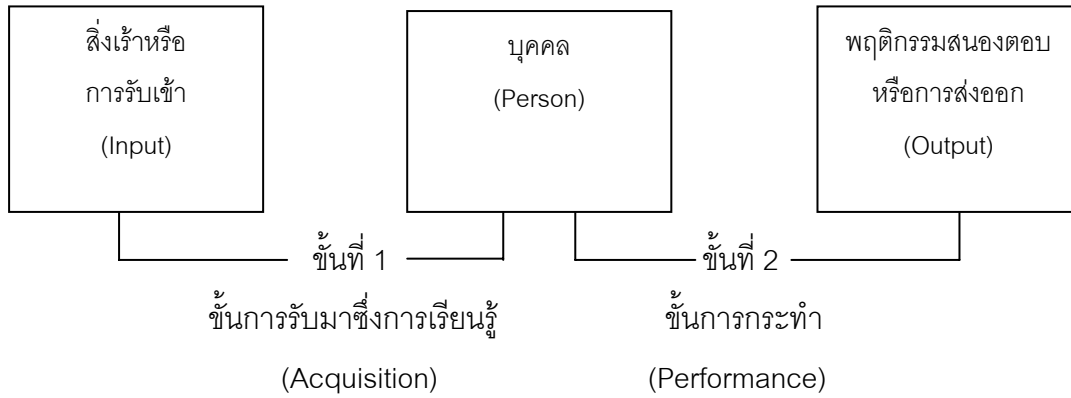 สิ่งเร้าหรือ
การรับเข้า
(Input)
บุคคล
(Person)
พฤติกรรมสนองตอบ
หรือการส่งออก
(Output)
ขั้นที่ 1
ขั้นการรับมาซึ่งการเรียนรู้
(Acquisition)
ขั้นที่ 2
ขั้นการกระทำ
(Performance)